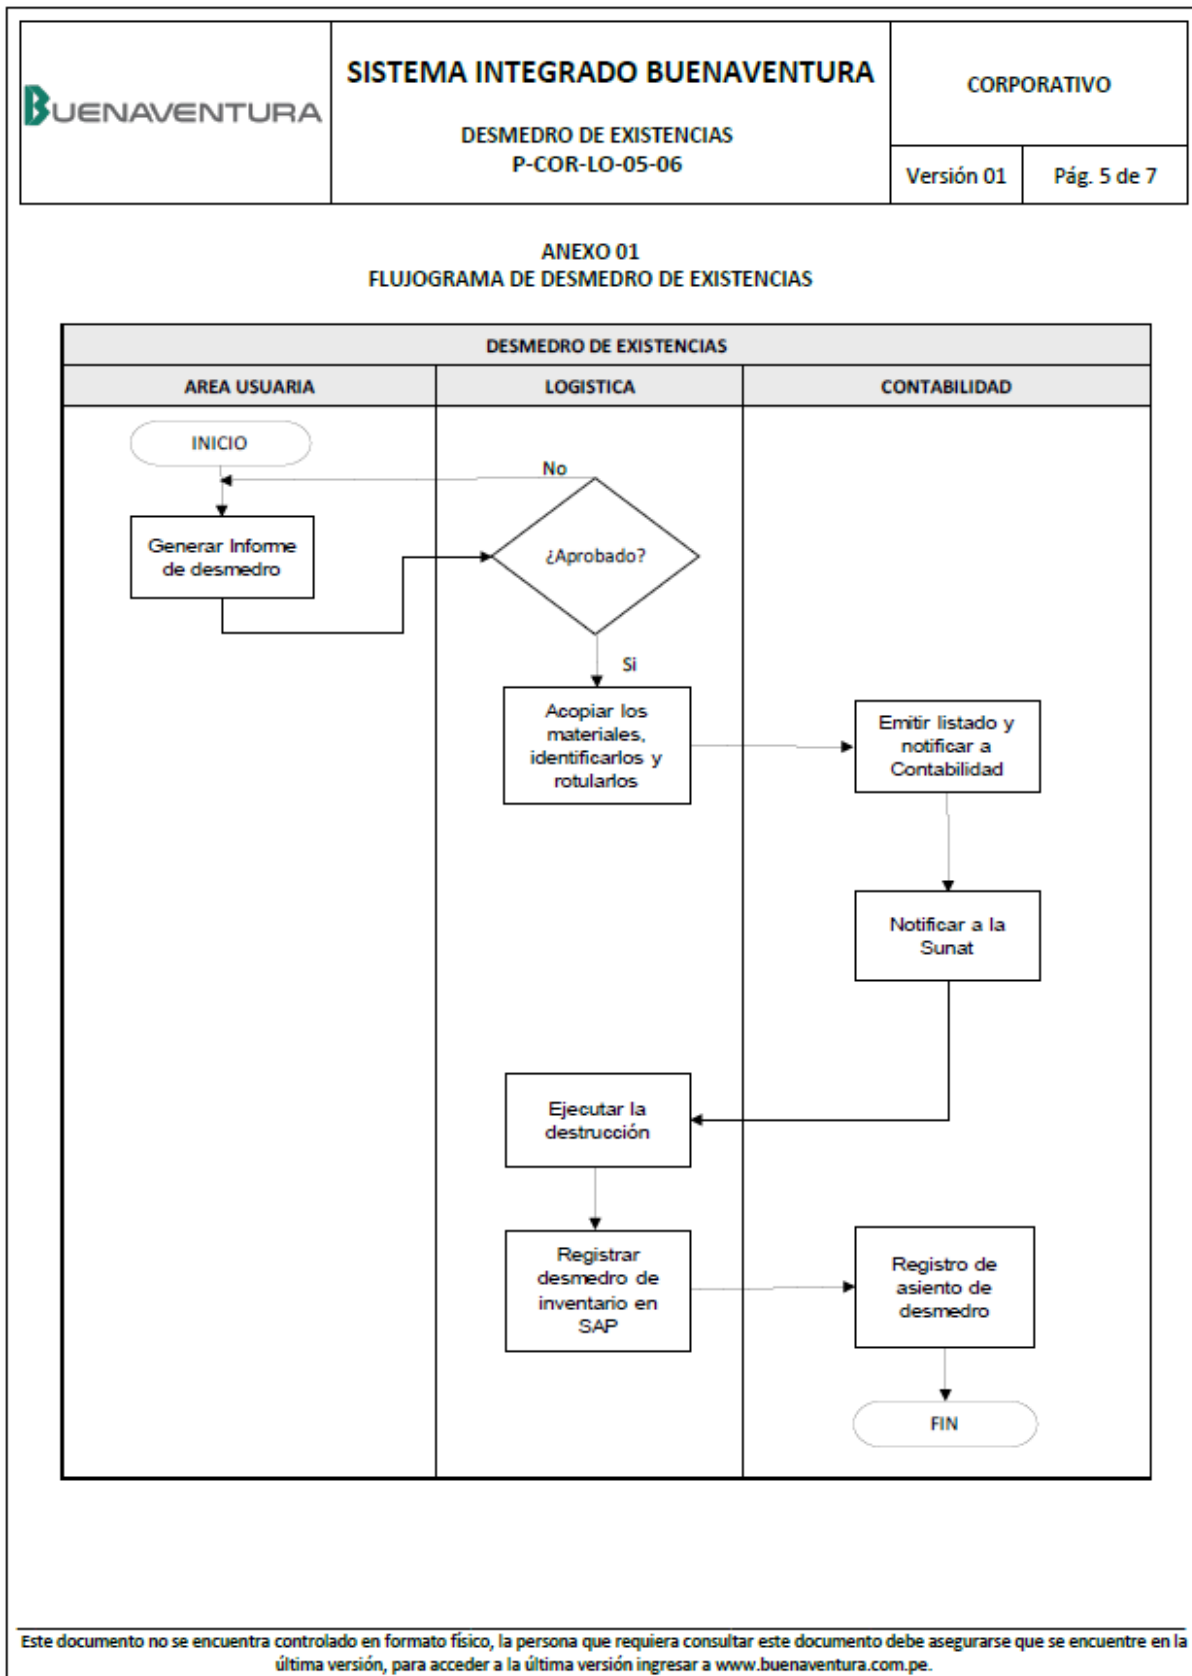 BUENAVENTURA
SISTEMA INTEGRADO BUENAVENTURA
DESMEDRO DE EXISTENCIAS
P-COR-LO-05-06
CORPORATIVO
Versión 01
Pág. 5 de 7
ANEXO 01
FLUJOGRAMA DE DESMEDRO DE EXISTENCIAS
DESMEDRO DE EXISTENCIAS
AREA USUARIA
LOGISTICA
CONTABILIDAD
INICIO
No
Generar Informe
de desmedro
¿Aprobado?
Si
Acopiar los
materiales,
identificarlos y
rotularlos
Emitir listado y
notificar a
Contabilidad
Notificar a la
Sunat
Ejecutar la
destrucción
Registrar
desmedro de
inventario en
SAP
Registro de
asiento de
desmedro
FIN
Este documento no se encuentra controlado en formato físico, la persona que requiera consultar este documento debe asegurarse que se encuentre en la
última versión, para acceder a la última versión ingresar a www.buenaventura.com.pe.